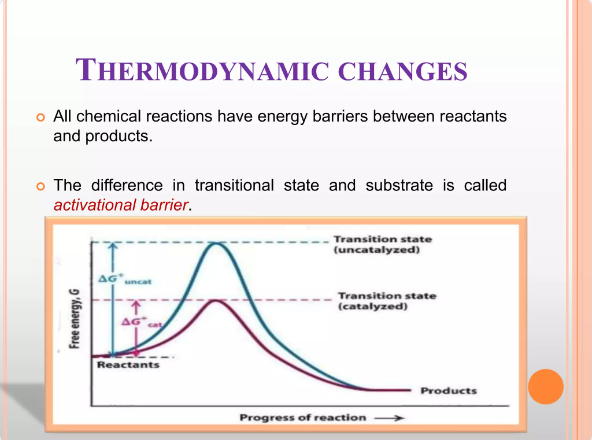 THERMODYNAMIC CHANGES
All chemical reactions have energy barriers between reactants
and products.
The difference in transitional state and substrate is called
activational barrier.
Transition state
(uncatalyzed)
ΔG‡uncat
Transition state
(catalyzed)
ΔG‡cat
Free energy, G
Reactants
Products
Progress of reaction